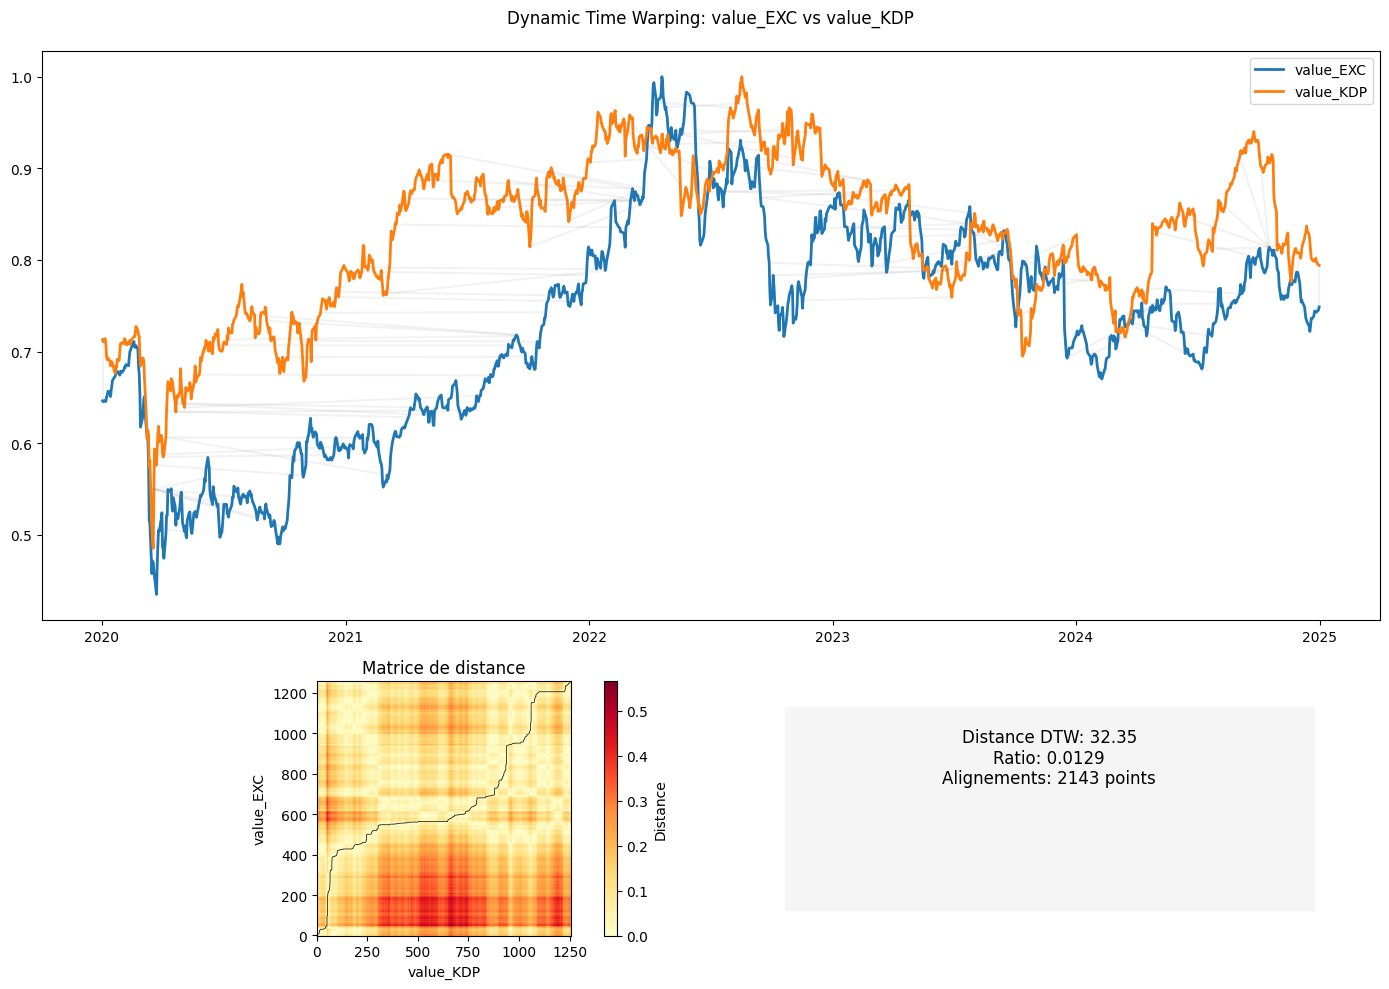 Dynamic Time Warping: value_EXC vs value_KDP
1.0
0.9
0.8
0.7
0.6
0.5
value_EXC
value_KDP
2020 2021 2022 2023 2024 2025
Matrice de distance
1200
1000
800
600
400
200
0
value_EXC
0 250 500 750 1000 1250
value_KDP
0.5
0.4
0.3
0.2
0.1
0.0
Distance
Distance DTW: 32.35
Ratio: 0.0129
Alignements: 2143 points